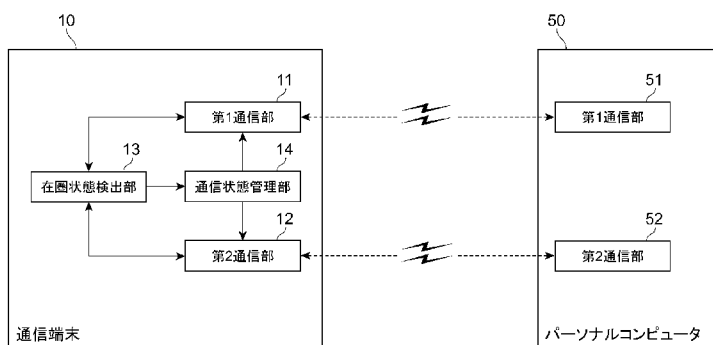 10
50
11
第1通信部
51
第1通信部
13
在圏状態検出部
14
通信状態管理部
12
第2通信部
52
第2通信部
通信端末
パーソナルコンピュータ